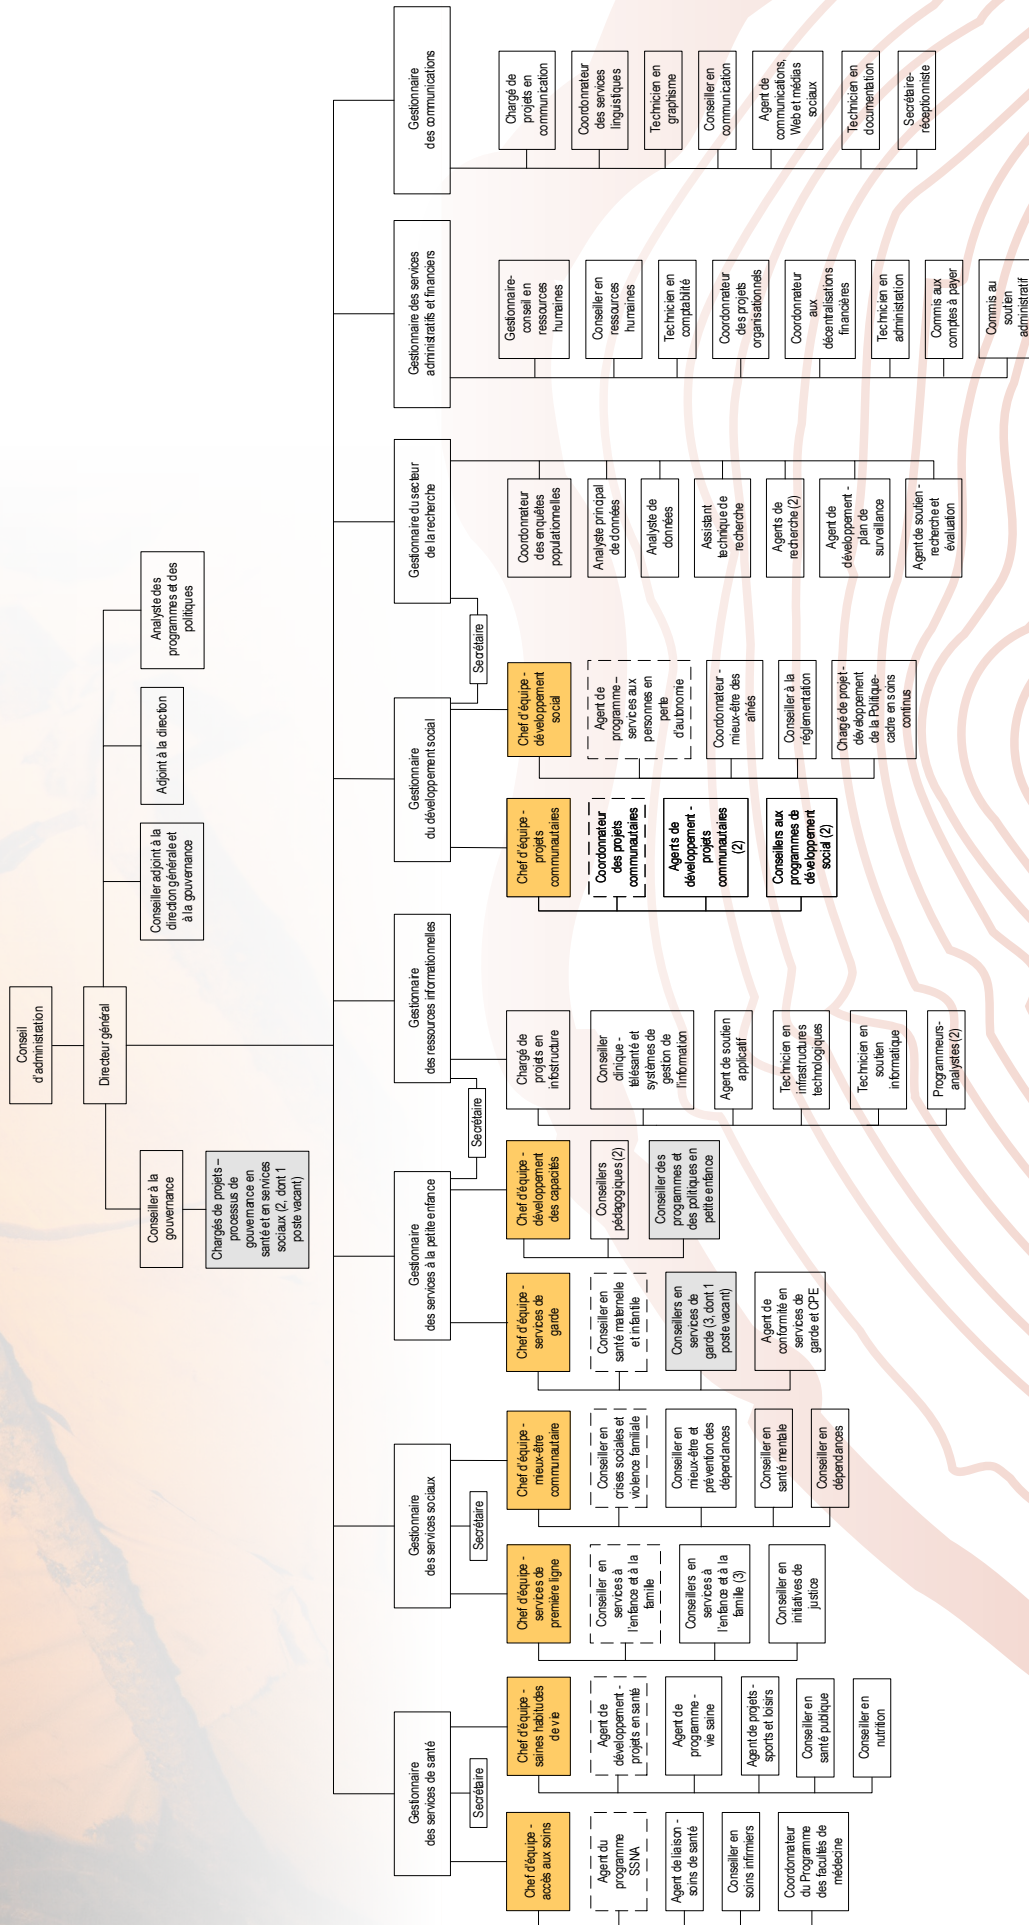 Conseil
d'administration
Directeur général
Conseiller à la
gouvernance
Chargés de projets –
processus de
gouvernance en
santé et en services
sociaux (2, dont 1
poste vacant)
Conseiller adjoint à la
direction générale et
à la gouvernance
Adjoint à la direction
Analyste des
programmes et des
politiques
Gestionnaire
des services de santé
Secrétaire
Chef d'équipe -
accès aux soins
Agent du
programme
SSNA
Agent de liaison -
soins de santé
Conseiller en
soins infirmiers
Coordonnateur
du Programme
des facultés de
médecine
Chef d'équipe -
saines habitudes
de vie
Agent de
développement -
projets en santé
Agent de
programme -
vie saine
Agent de projets -
sports et loisirs
Conseiller en
santé publique
Conseiller en
nutrition
Gestionnaire
des services sociaux
Secrétaire
Chef d'équipe -
services de
première ligne
Conseiller en
services à
l'enfance et à la
famille
Conseillers en
services à
l'enfance et à la
famille (3)
Conseiller en
initiatives de
justice
Chef d'équipe -
mieux-être
communautaire
Conseiller en
crises sociales et
violence familiale
Conseiller en
mieux-être et
prévention des
dépendances
Conseiller en
santé mentale
Conseiller en
dépendances
Gestionnaire
des services à la petite enfance
Chef d'équipe -
services de
garde
Conseiller en
santé maternelle
et infantile
Conseillers en
services de
garde (3, dont 1
poste vacant)
Agent de
conformité en
services de
garde et CPE
Chef d'équipe -
développement
des capacités
Conseillers
pédagogiques (2)
Conseiller des
programmes et
des politiques en
petite enfance
Secrétaire
Gestionnaire
des ressources informationnelles
Chargé de
projets en
infostructure
Conseiller
clinique -
télésanté et
systèmes de
gestion de
l'information
Agent de soutien
applicatif
Technicien en
infrastructures
technologiques
Technicien en
soutien
informatique
Programmeurs-
analystes (2)
Gestionnaire
du développement social
Chef d'équipe -
projets
communautaires
Coordonnateur
des projets
communautaires
Agents de
développement -
projets
communautaires
(2)
Conseillers aux
programmes de
développement
social (2)
Chef d'équipe -
développement
social
Agent de
programme –
services aux
personnes en
perte
d'autonomie
Coordonnateur -
mieux-être des
aînés
Conseiller à la
réglementation
Chargé de projet -
développement
de la Politique-
cadre en soins
continus
Secrétaire
Gestionnaire du secteur
de la recherche
Coordonnateur
des enquêtes
populationnelles
Analyste principal
de données
Analyste de
données
Assistant
technique de
recherche
Agents de
recherche (2)
Agent de
développement -
plan de
surveillance
Agent de soutien -
recherche et
évaluation
Gestionnaire des services
administratifs et financiers
Gestionnaire-
conseil en
ressources
humaines
Conseiller en
ressources
humaines
Technicien en
comptabilité
Coordonnateur
des projets
organisationnels
Coordonnateur
aux
décentralisations
financières
Technicien en
administration
Commis aux
comptes à payer
Commis au
soutien
administratif
Gestionnaire
des communications
Chargé de
projets en
communication
Coordonnateur
des services
linguistiques
Technicien en
graphisme
Conseiller en
communication
Agent de
communications,
Web et médias
sociaux
Technicien en
documentation
Secrétaire-
réceptionniste